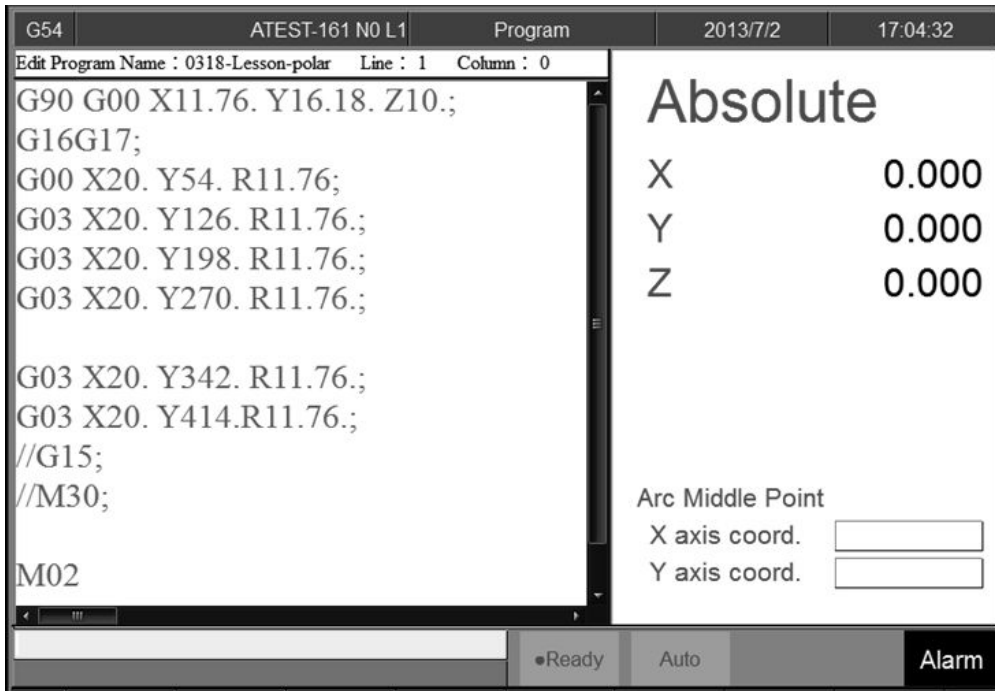 G54 ATEST-161 N0 L1 Program 2013/7/2 17:04:32
Edit Program Name：0318-Lesson-polar Line：1 Column：0
G90 G00 X11.76. Y16.18. Z10.;
G16G17;
G00 X20. Y54. R11.76;
G03 X20. Y126. R11.76.;
G03 X20. Y198. R11.76.;
G03 X20. Y270. R11.76.;
G03 X20. Y342. R11.76.;
G03 X20. Y414.R11.76.;
//G15;
//M30;
M02
Absolute
X 0.000
Y 0.000
Z 0.000
Arc Middle Point
X axis coord.
Y axis coord.
●Ready Auto Alarm